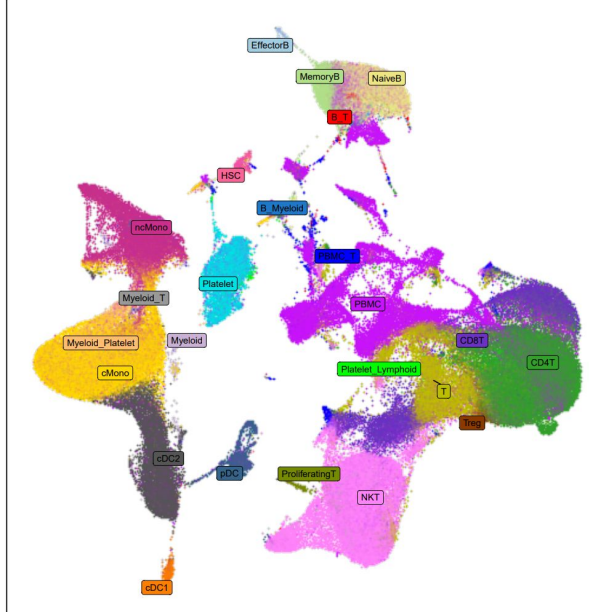 EffectorB
MemoryB
NaiveB
B_T
HSC
B_Myeloid
ncMono
PBMC_T
Platelet
Myeloid_T
PBMC
Myeloid
CD8T
Myeloid_Platelet
CD4T
Platelet_Lymphoid
cMono
T
Treg
cDC2
pDC
ProliferatingT
NKT
cDC1